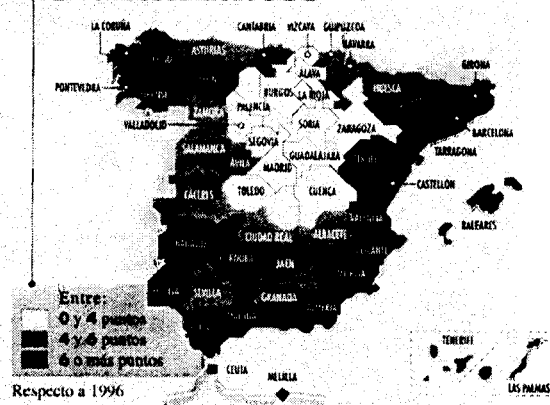 LA CORUÑA
CANTABRIA
VIZCAYA
GUIPUZCOA
ASTURIAS
NAVARRA
ALAVA
GIRONA
PONTEVEDRA
BURGOS
LA RIOJA
HUESCA
PALENCIA
ZAMORA
VALLADOLID
SORIA
ZARAGOZA
BARCELONA
SEGOVIA
TARRAGONA
SALAMANCA
GUADALAJARA
AVILA
MADRID
CACERES
TOLEDO
CUENCA
CASTELLON
BALEARES
CIUDAD REAL
ALBACETE
JAEN
SEVILLA
GRANADA
Entre:
0 y 4 puntos
4 y 6 puntos
6 o más puntos
CEUTA
MELILLA
TENERIFE
LAS PALMAS
Respecto a 1996